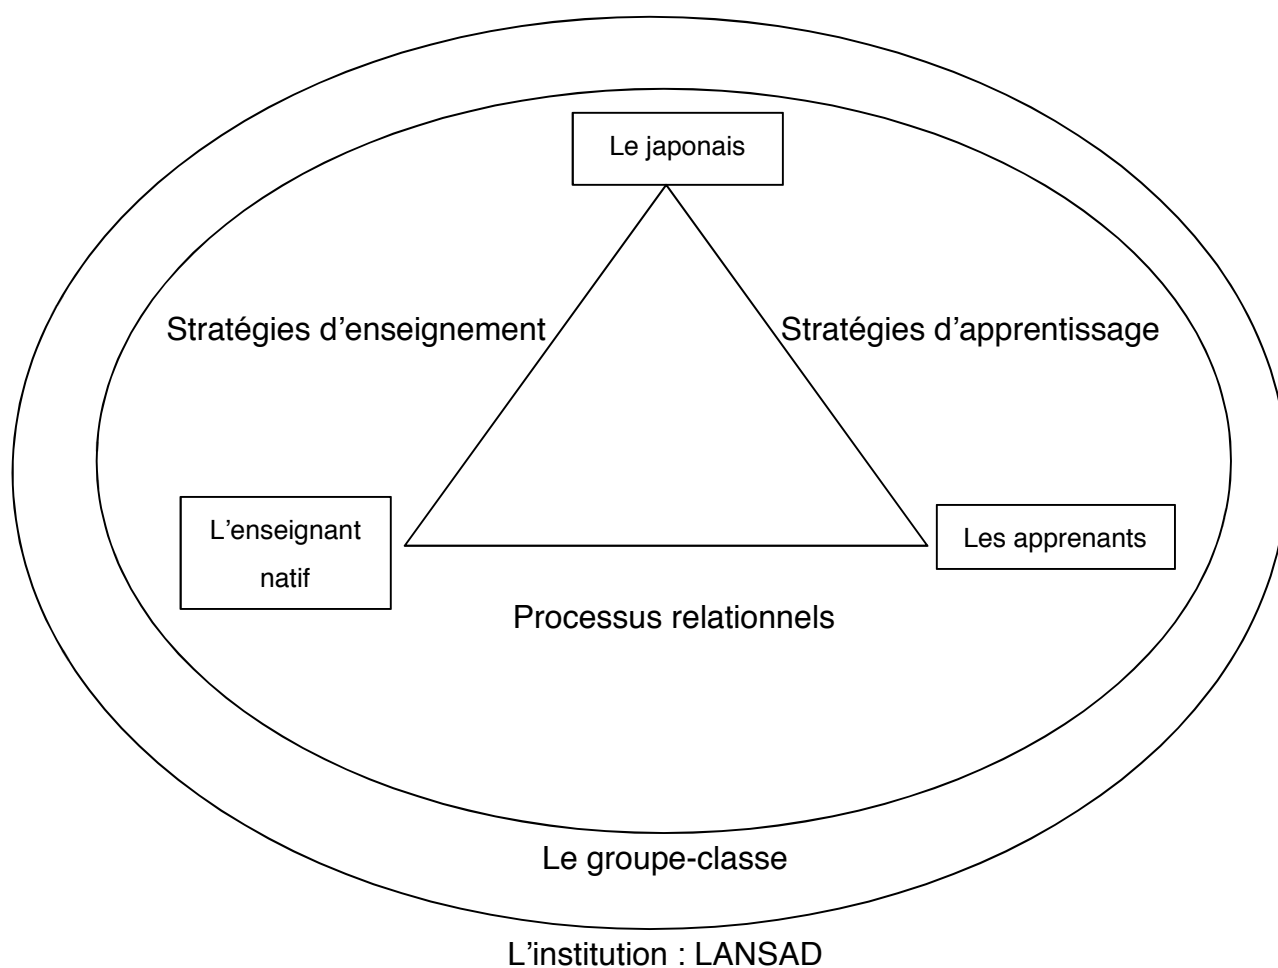 Le japonais
Stratégies d’enseignement
Stratégies d’apprentissage
L’enseignant
natif
Les apprenants
Processus relationnels
Le groupe-classe
L’institution : LANSAD